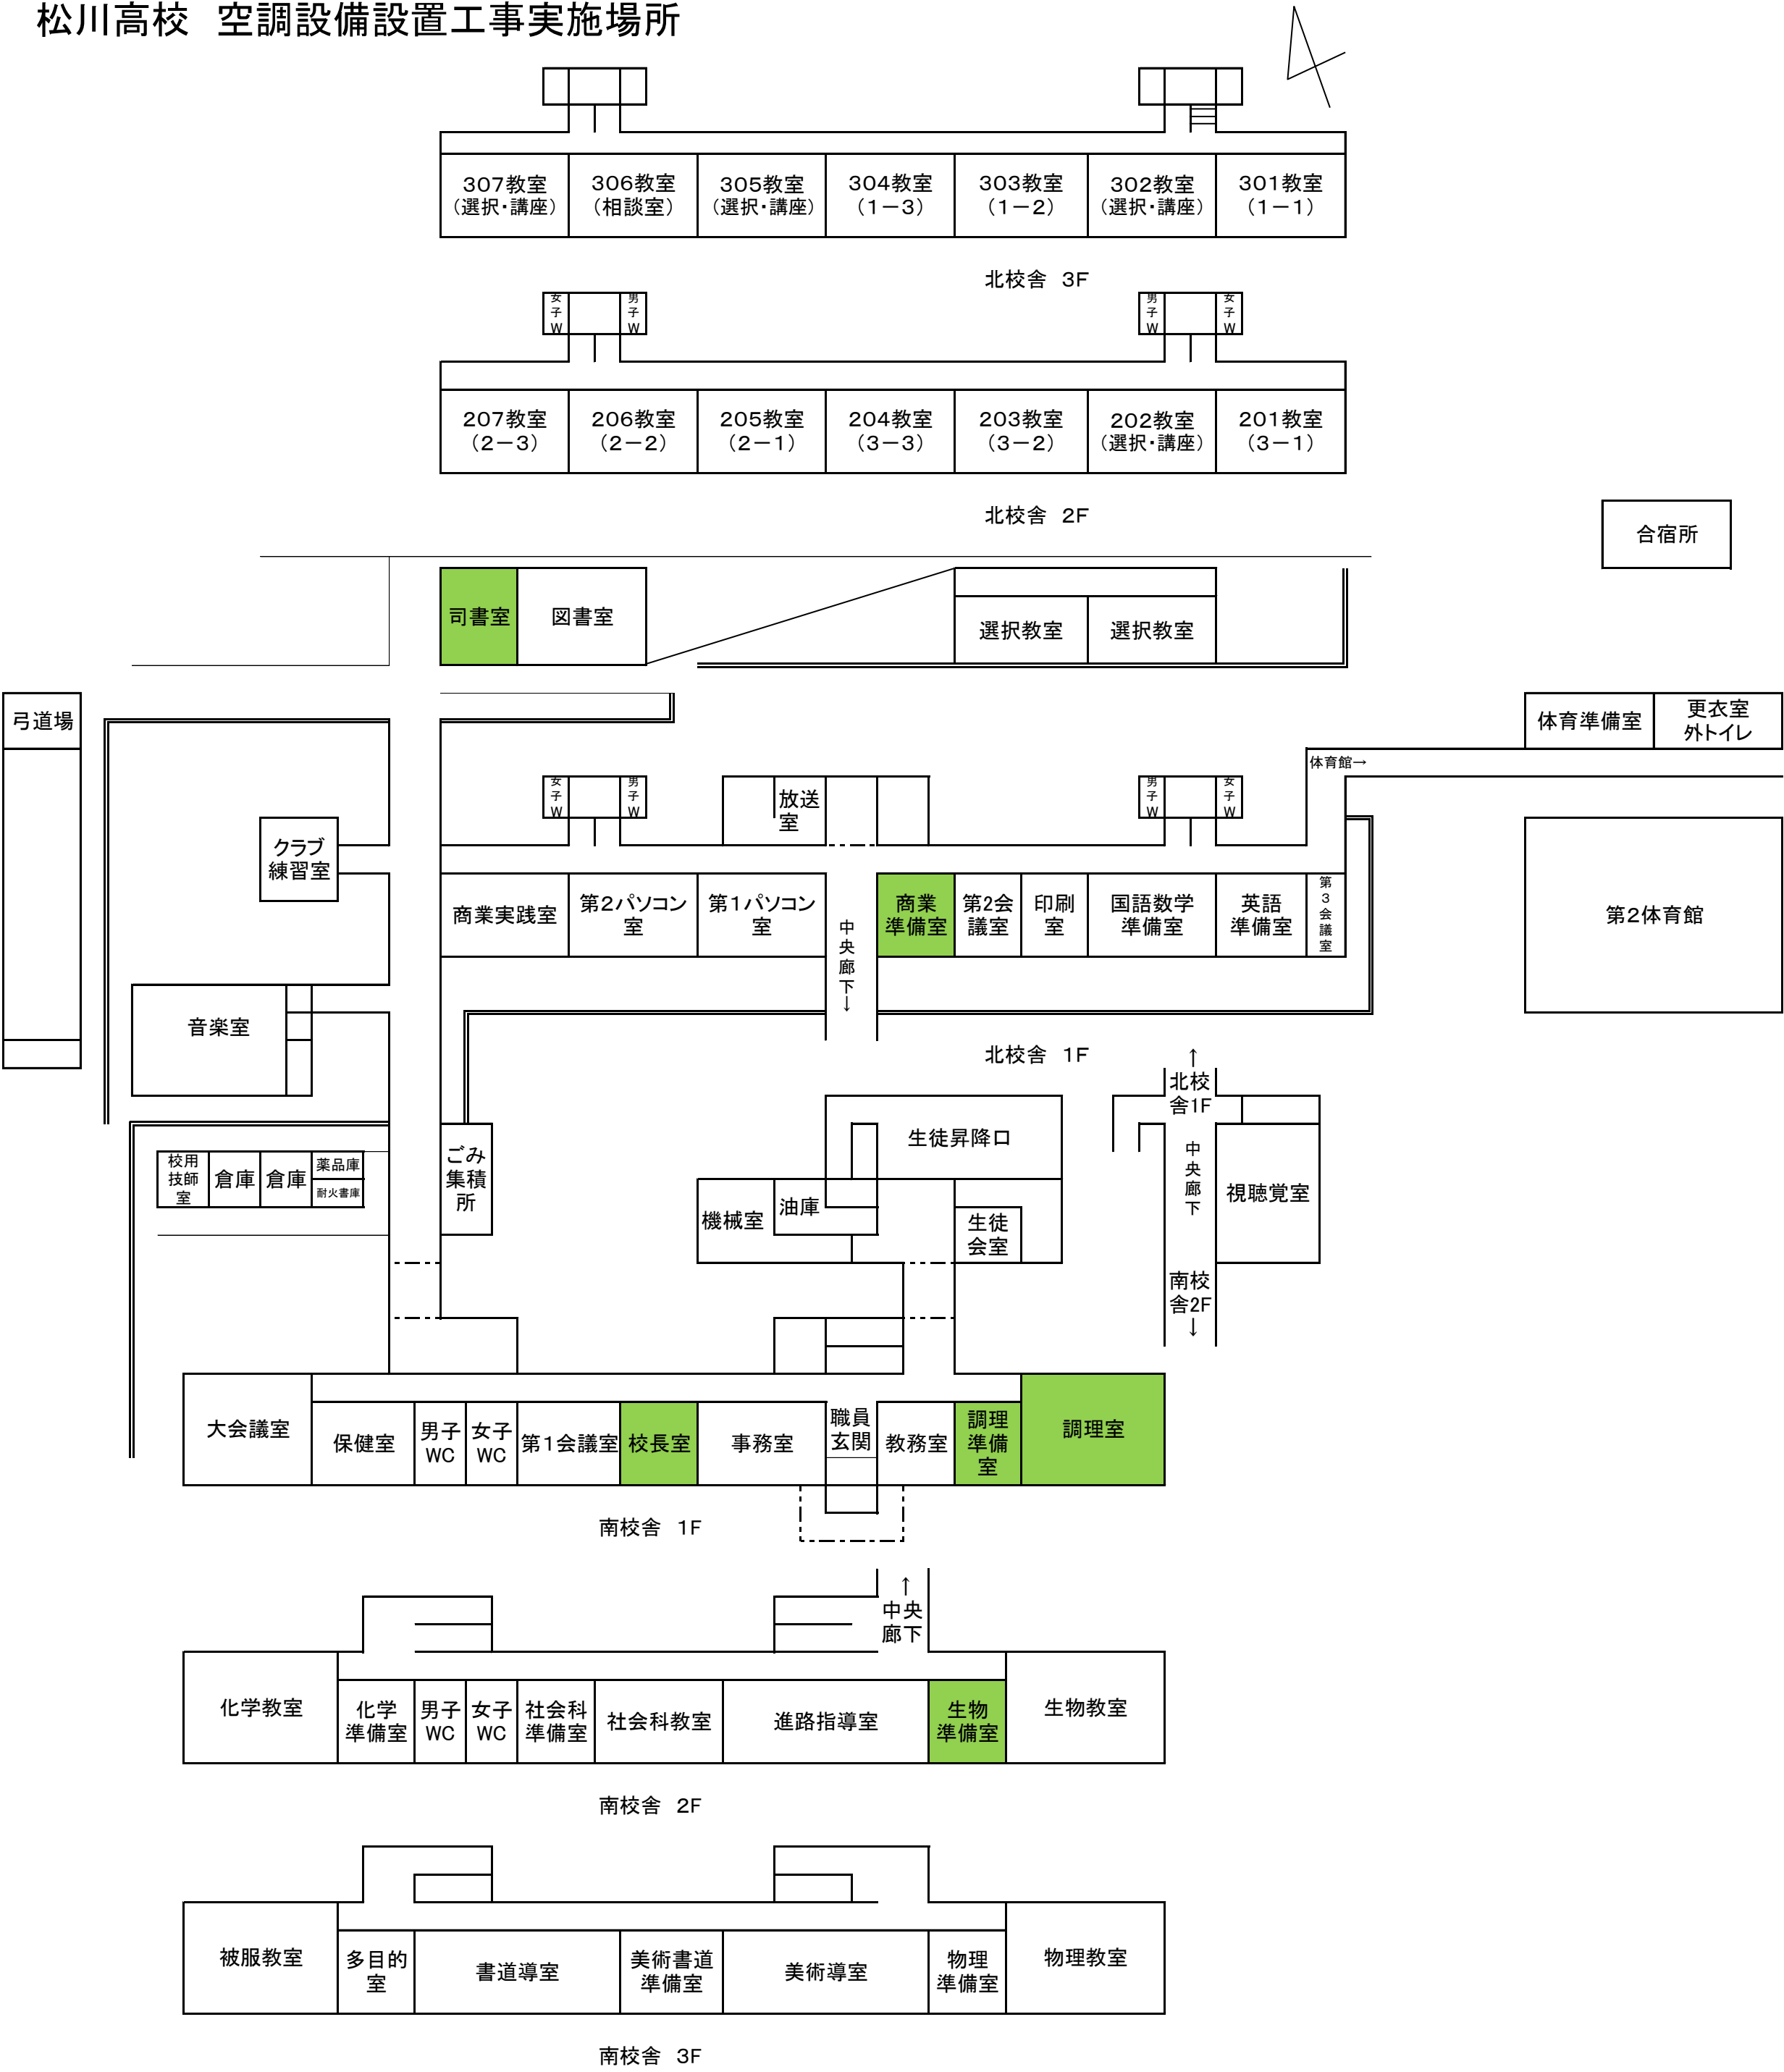 松川高校　空調設備設置工事実施場所
307教室
（選択・講座）
306教室
（相談室）
305教室
（選択・講座）
304教室
（1－3）
303教室
（1－2）
302教室
（選択・講座）
301教室
（1－1）
北校舎　3F
女
子
W
男
子
W
男
子
W
女
子
W
207教室
（2－3）
206教室
（2－2）
205教室
（2－1）
204教室
（3－3）
203教室
（3－2）
202教室
（選択・講座）
201教室
（3－1）
北校舎　2F
合宿所
司書室
図書室
選択教室
選択教室
弓道場
体育準備室
更衣室
外トイレ
体育館→
女
子
W
男
子
W
放送
室
男
子
W
女
子
W
クラブ
練習室
商業実践室
第2パソコン
室
第1パソコン
室
中
央
廊
下
↓
商業
準備室
第2会
議室
印刷
室
国語数学
準備室
英語
準備室
第
3
会
議
室
第2体育館
音楽室
北校舎　1F
↑
北校
舎1F
中
央
廊
下
南校
舎2F
↓
視聴覚室
生徒昇降口
校用
技師
室
倉庫
倉庫
薬品庫
耐火書庫
ごみ
集積
所
機械室
油庫
生徒
会室
大会議室
保健室
男子
WC
女子
WC
第1会議室
校長室
事務室
職員
玄関
教務室
調理
準備
室
調理室
南校舎　1F
↑
中央
廊下
化学教室
化学
準備室
男子
WC
女子
WC
社会科
準備室
社会科教室
進路指導室
生物
準備室
生物教室
南校舎　2F
被服教室
多目的
室
書道導室
美術書道
準備室
美術導室
物理
準備室
物理教室
南校舎　3F